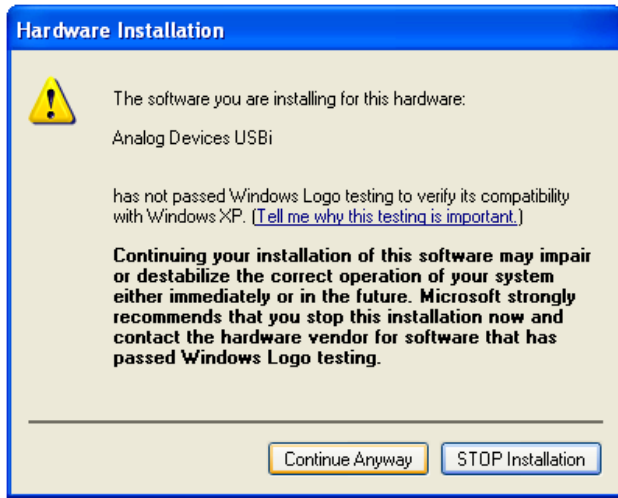 Hardware Installation
The software you are installing for this hardware:
Analog Devices USBi
has not passed Windows Logo testing to verify its compatibility
with Windows XP. (Tell me why this testing is important.)
Continuing your installation of this software may impair
or destabilize the correct operation of your system
either immediately or in the future. Microsoft strongly
recommends that you stop this installation now and
contact the hardware vendor for software that has
passed Windows Logo testing.
Continue Anyway
STOP Installation